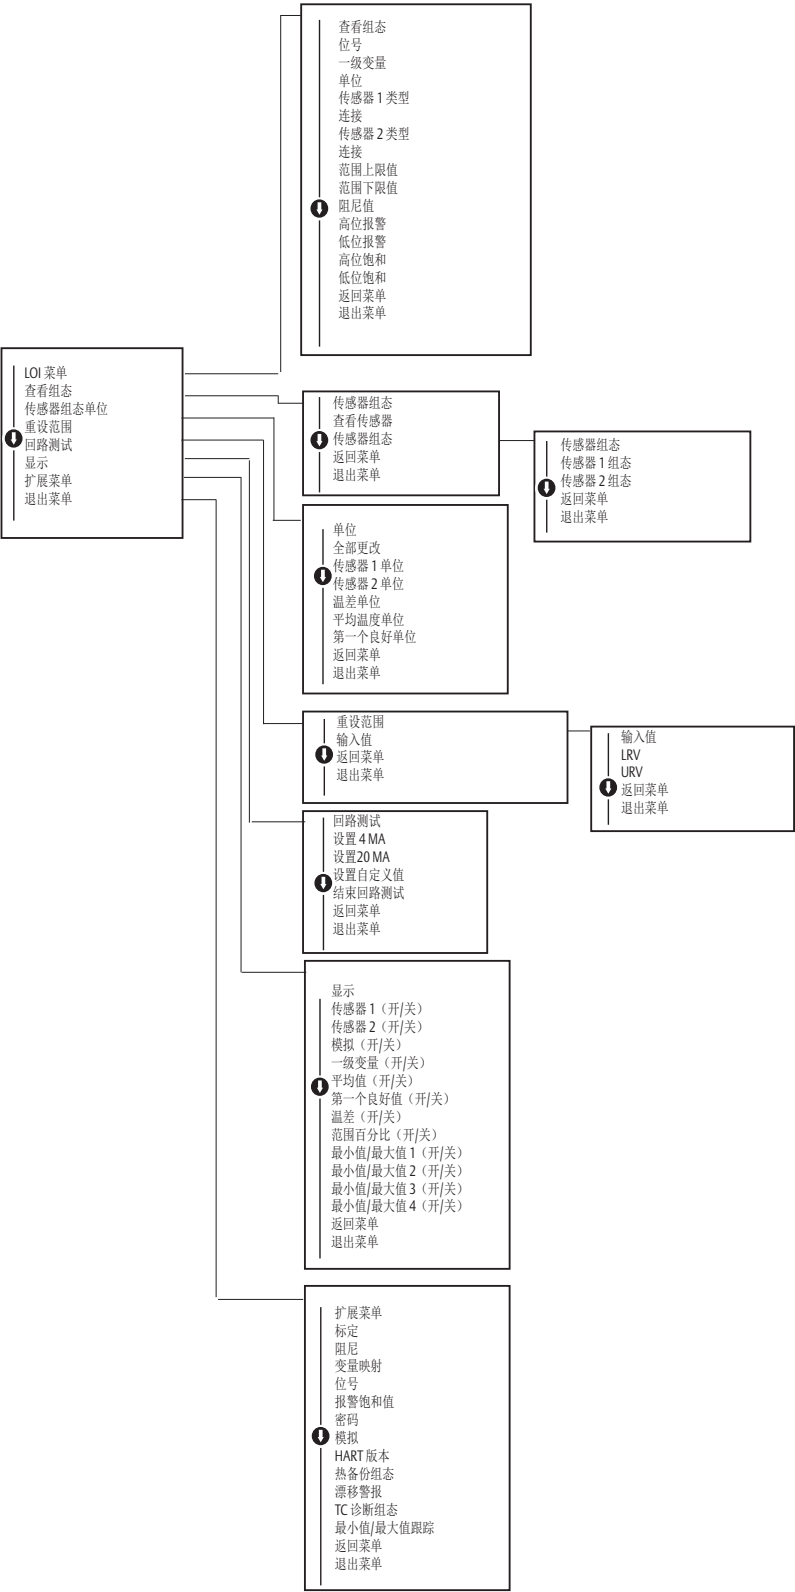 查看组态
位号
一级变量
单位
传感器 1 类型
连接
传感器 2 类型
连接
范围上限值
范围下限值
阻尼值
高位报警
低位报警
高位饱和
低位饱和
返回菜单
退出菜单
LOI 菜单
查看组态
传感器组态单位
重设范围
回路测试
显示
扩展菜单
退出菜单
传感器组态
查看传感器
传感器组态
返回菜单
退出菜单
传感器组态
传感器 1 组态
传感器 2 组态
返回菜单
退出菜单
单位
全部更改
传感器 1 单位
传感器 2 单位
温差单位
平均温度单位
第一个良好单位
返回菜单
退出菜单
重设范围
输入值
返回菜单
退出菜单
输入值
LRV
URV
返回菜单
退出菜单
回路测试
设置 4 MA
设置20 MA
设置自定义值
结束回路测试
返回菜单
退出菜单
显示
传感器 1（开/关）
传感器 2（开/关）
模拟（开/关）
一级变量（开/关）
平均值（开/关）
第一个良好值（开/关）
温差（开/关）
范围百分比（开/关）
最小值/最大值 1（开/关）
最小值/最大值 2（开/关）
最小值/最大值 3（开/关）
最小值/最大值 4（开/关）
返回菜单
退出菜单
扩展菜单
标定
阻尼
变量映射
位号
报警饱和值
密码
模拟
HART 版本
热备份组态
漂移警报
TC 诊断组态
最小值/最大值跟踪
返回菜单
退出菜单